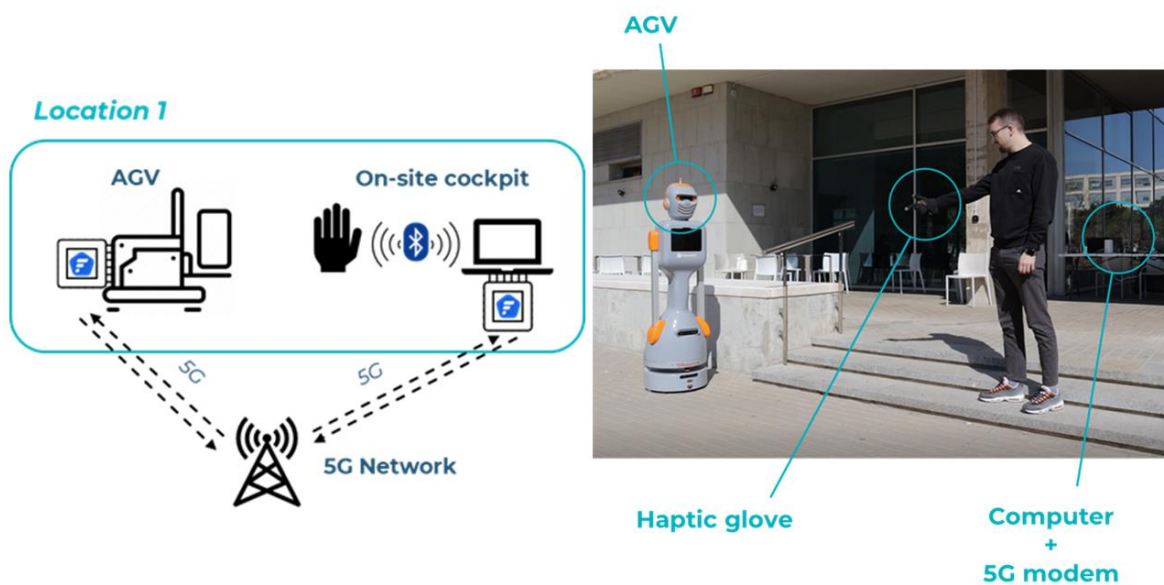 Location 1
AGV
On-site cockpit
5G
5G
5G Network
AGV
Haptic glove
Computer
+
5G modem